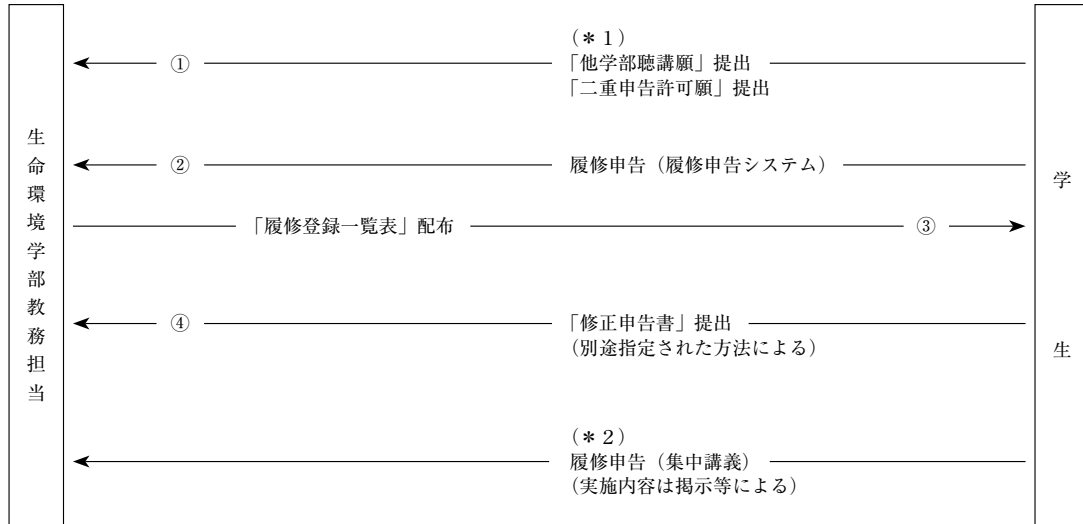 生命環境学部教務担当
学生
（＊１）
① 「他学部聴講願」提出
「二重申告許可願」提出
② 履修申告（履修申告システム）
「履修登録一覧表」配布 ③
④ 「修正申告書」提出
（別途指定された方法による）
（＊２）
履修申告（集中講義）
（実施内容は掲示等による）